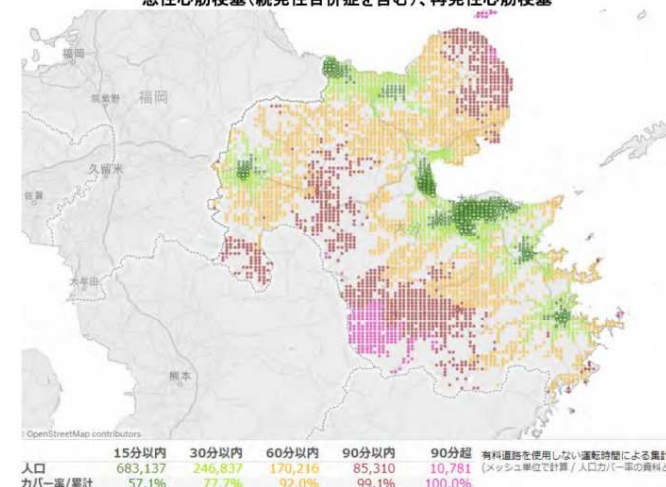 急性心筋梗塞（続発性合併症を含む）、再発性心筋梗塞
福岡
筑紫野
福岡
久留米
佐賀
大牟田
熊本
OpenStreetMap contributors
15分以内 30分以内 60分以内 90分以内 90分超 有料道路を使用しない運転時間による集計
人口 683,137 246,837 170,216 85,310 10,781 (メッシュ単位で計算 / 人口カバー率の資料と
カバー率/累計 57.1% 77.7% 92.0% 99.1% 100.0%